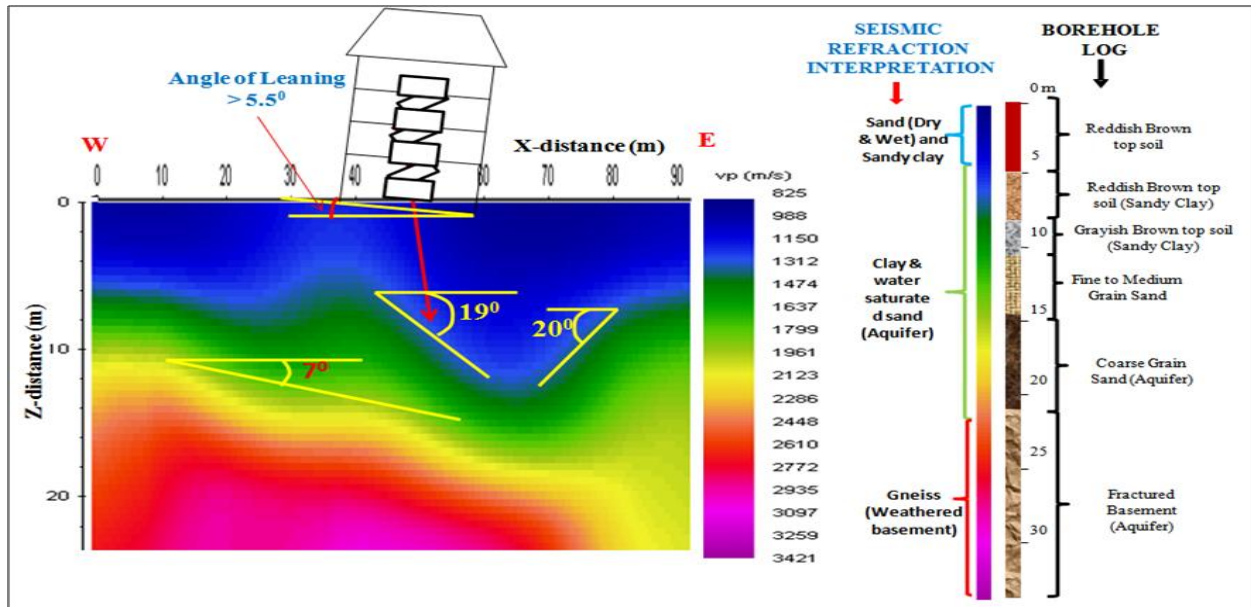 Angle of Leaning
> 5.5⁰
W
X-distance (m)
E
0 10 20 30 40 60 70 80 90
Z-distance (m)
0
10
20
19⁰
20⁰
7⁰
vp (m/s)
825
988
1150
1312
1474
1637
1799
1961
2123
2286
2448
2610
2772
2935
3097
3259
3421
SEISMIC
REFRACTION
INTERPRETATION
Sand (Dry
& Wet) and
Sandy clay
Clay &
water
saturate
d sand
(Aquifer)
Gneiss
(Weathered
basement)
BOREHOLE
LOG
0 m
5
10
15
20
25
30
Reddish Brown
top soil
Reddish Brown top
soil (Sandy Clay)
Grayish Brown top soil
(Sandy Clay)
Fine to Medium
Grain Sand
Coarse Grain
Sand (Aquifer)
Fractured
Basement
(Aquifer)